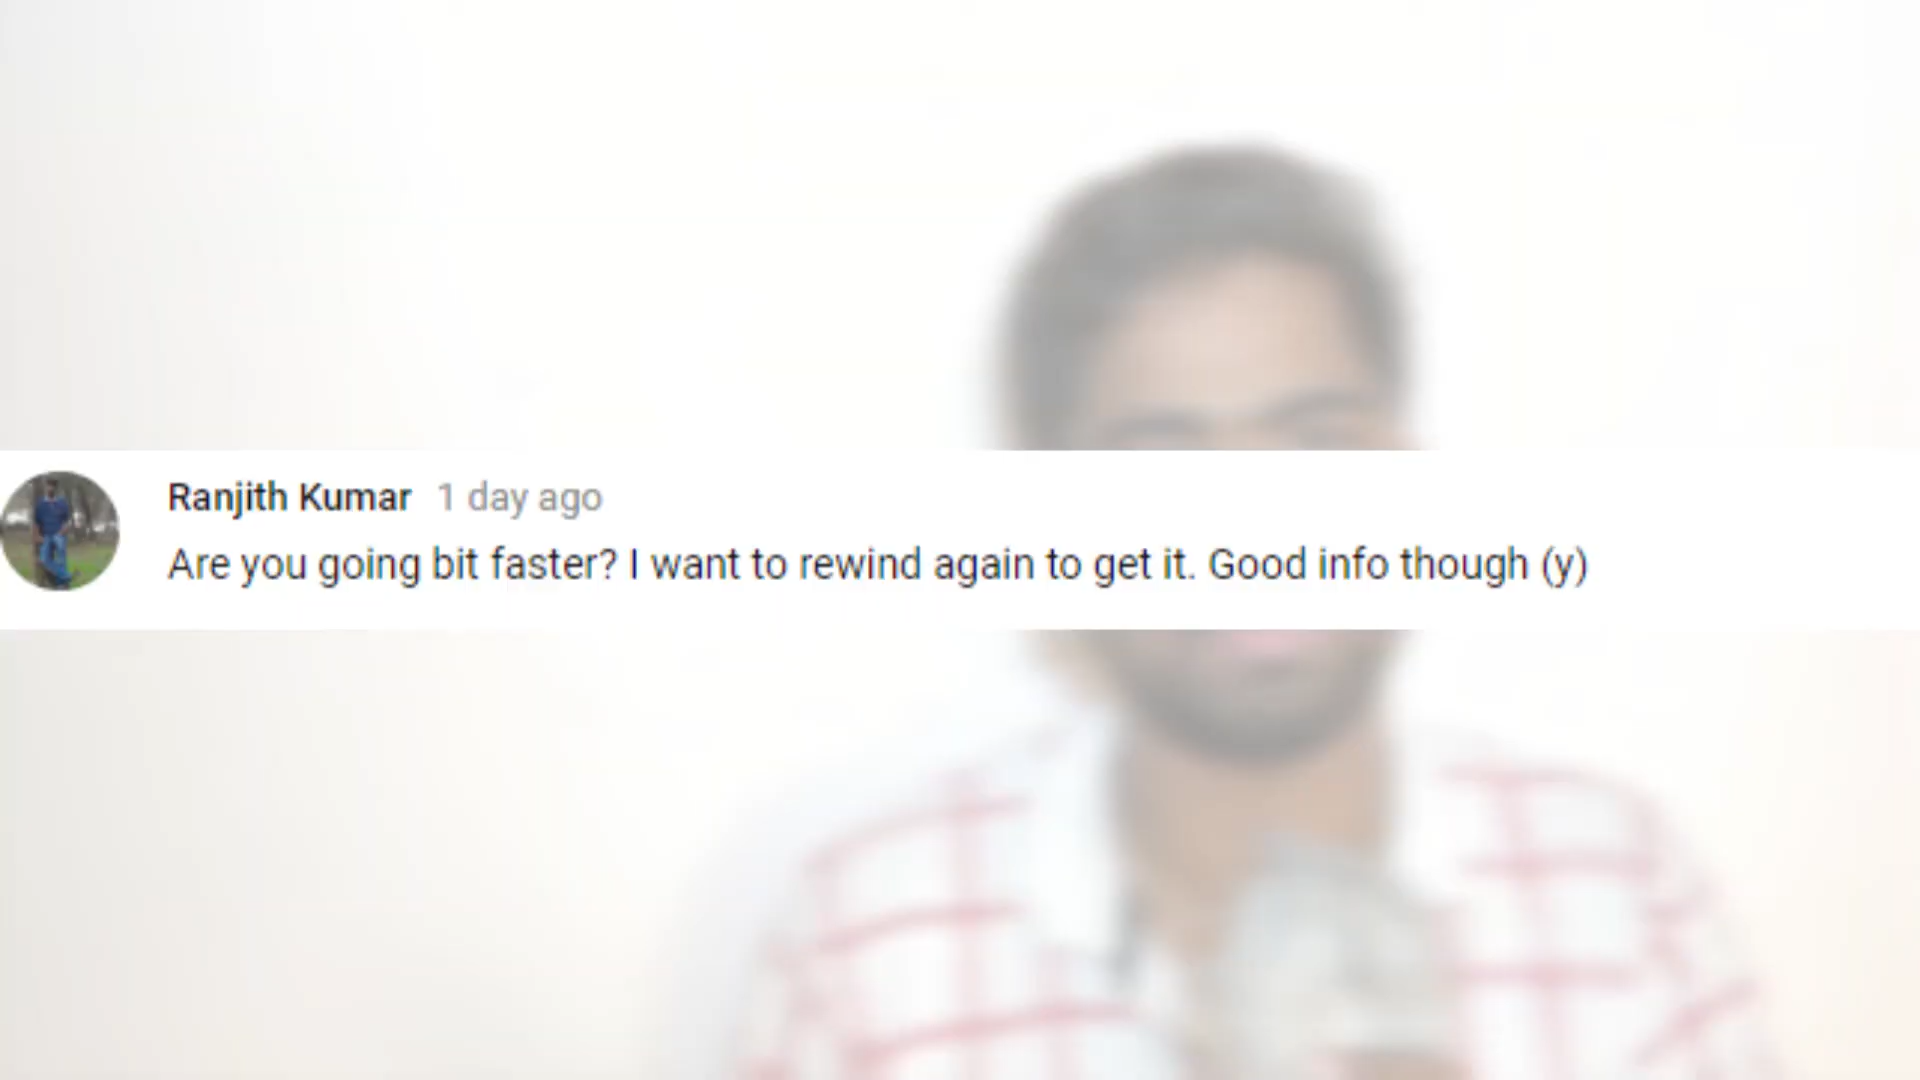 Ranjith Kumar 1 day ago
Are you going bit faster? I want to rewind again to get it. Good info though (y)